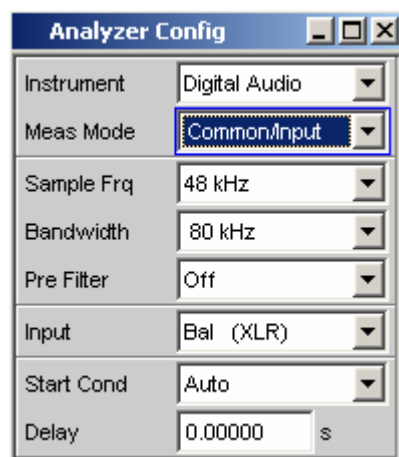 Analyzer Config
Instrument Digital Audio
Meas Mode Common/Input
Sample Frq 48 kHz
Bandwidth 80 kHz
Pre Filter Off
Input Bal (XLR)
Start Cond Auto
Delay 0.00000 s